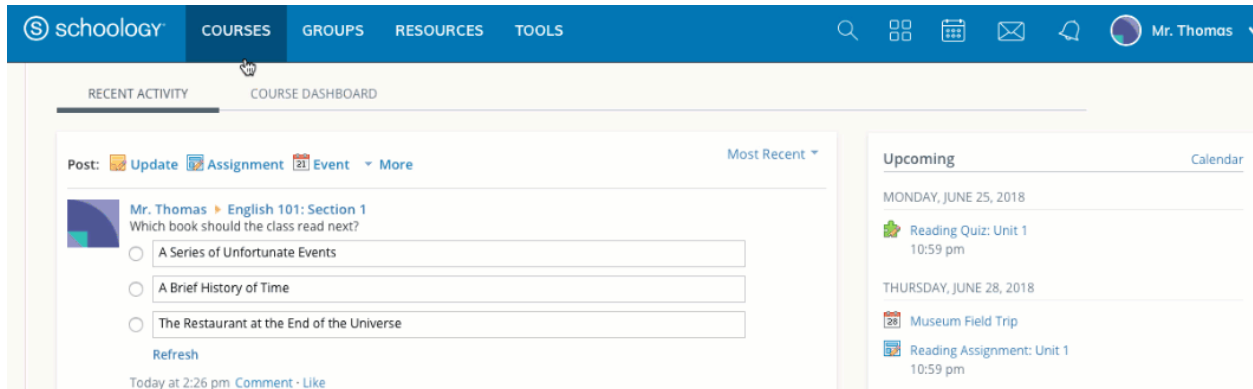 schoology COURSES GROUPS RESOURCES TOOLS Mr. Thomas
RECENT ACTIVITY COURSE DASHBOARD
Post: Update Assignment 21 Event More
Most Recent
Mr. Thomas English 101: Section 1
Which book should the class read next?
A Series of Unfortunate Events
A Brief History of Time
The Restaurant at the End of the Universe
Refresh
Today at 2:26 pm Comment · Like
Upcoming Calendar
MONDAY, JUNE 25, 2018
Reading Quiz: Unit 1
10:59 pm
THURSDAY, JUNE 28, 2018
28 Museum Field Trip
Reading Assignment: Unit 1
10:59 pm